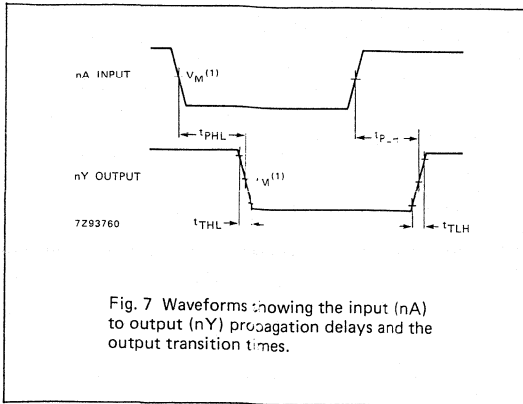 nA INPUT
VM(1)
tPHL
nY OUTPUT
7Z93760
tTHL
tTLH
Fig. 7 Waveforms showing the input (nA)
to output (nY) propagation delays and the
output transition times.